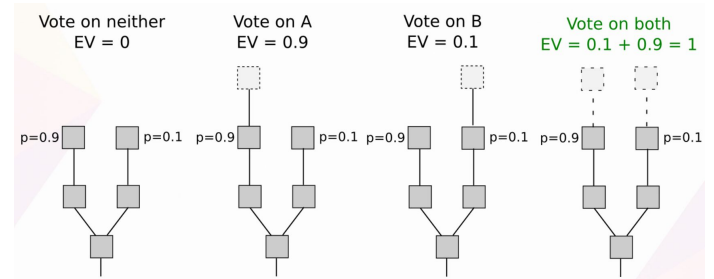 Vote on neither
EV = 0
Vote on A
EV = 0.9
Vote on B
EV = 0.1
Vote on both
EV = 0.1 + 0.9 = 1
p=0.9
p=0.1
p=0.9
p=0.1
p=0.9
p=0.1
p=0.9
p=0.1